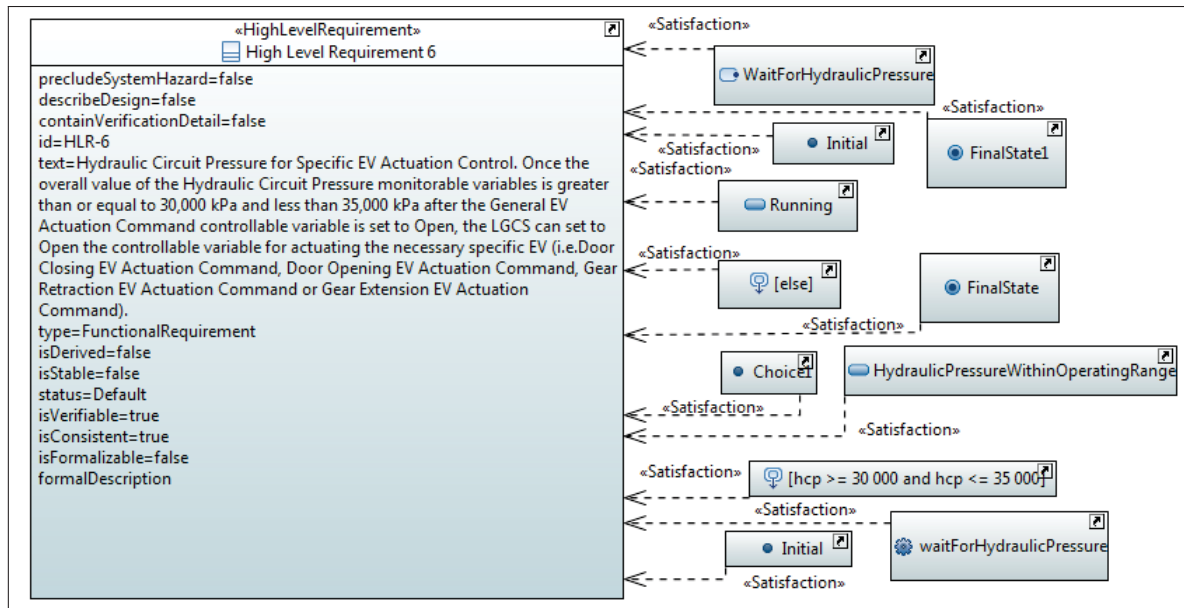 «HighLevelRequirement»
High Level Requirement 6
precludeSystemHazard=false
describeDesign=false
containVerificationDetail=false
id=HLR-6
text=Hydraulic Circuit Pressure for Specific EV Actuation Control. Once the
overall value of the Hydraulic Circuit Pressure monitorable variables is greater
than or equal to 30,000 kPa and less than 35,000 kPa after the General EV
Actuation Command controllable variable is set to Open, the LGCS can set to
Open the controllable variable for actuating the necessary specific EV (i.e.Door
Closing EV Actuation Command, Door Opening EV Actuation Command, Gear
Retraction EV Actuation Command or Gear Extension EV Actuation
Command).
type=FunctionalRequirement
isDerived=false
isStable=false
status=Default
isVerifiable=true
isConsistent=true
isFormalizable=false
formalDescription
«Satisfaction»
WaitForHydraulicPressure
«Satisfaction»
Initial
FinalState1
«Satisfaction»
«Satisfaction»
Running
«Satisfaction»
[else]
FinalState
«Satisfaction»
Choice1
HydraulicPressureWithinOperatingRange
«Satisfaction»
«Satisfaction»
«Satisfaction»
[hcp >= 30 000 and hcp <= 35 000]
«Satisfaction»
Initial
waitForHydraulicPressure
«Satisfaction»